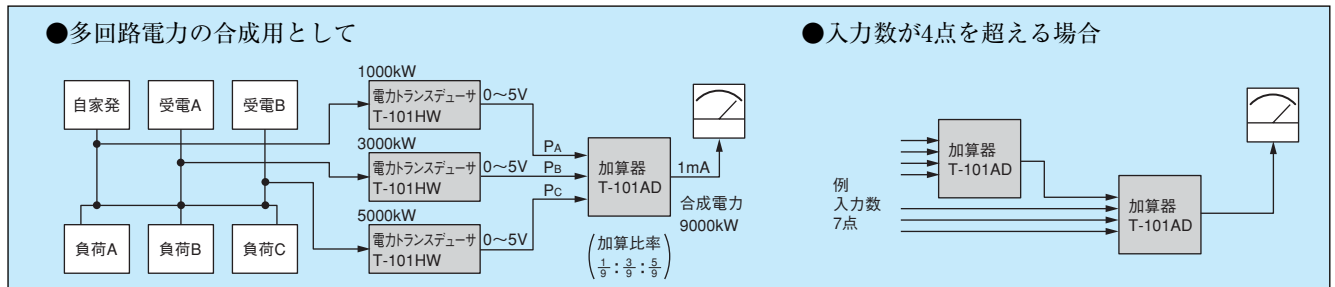 ●多回路電力の合成用として
自家発
受電A
受電B
負荷A
負荷B
負荷C
1000kW
電力トランスデューサ
T-101HW
0～5V
3000kW
電力トランスデューサ
T-101HW
0～5V
5000kW
電力トランスデューサ
T-101HW
0～5V
PA
PB
PC
加算器
T-101AD
1mA
合成電力
9000kW
加算比率
1/9：3/9：5/9
●入力数が4点を超える場合
例
入力数
7点
加算器
T-101AD
加算器
T-101AD